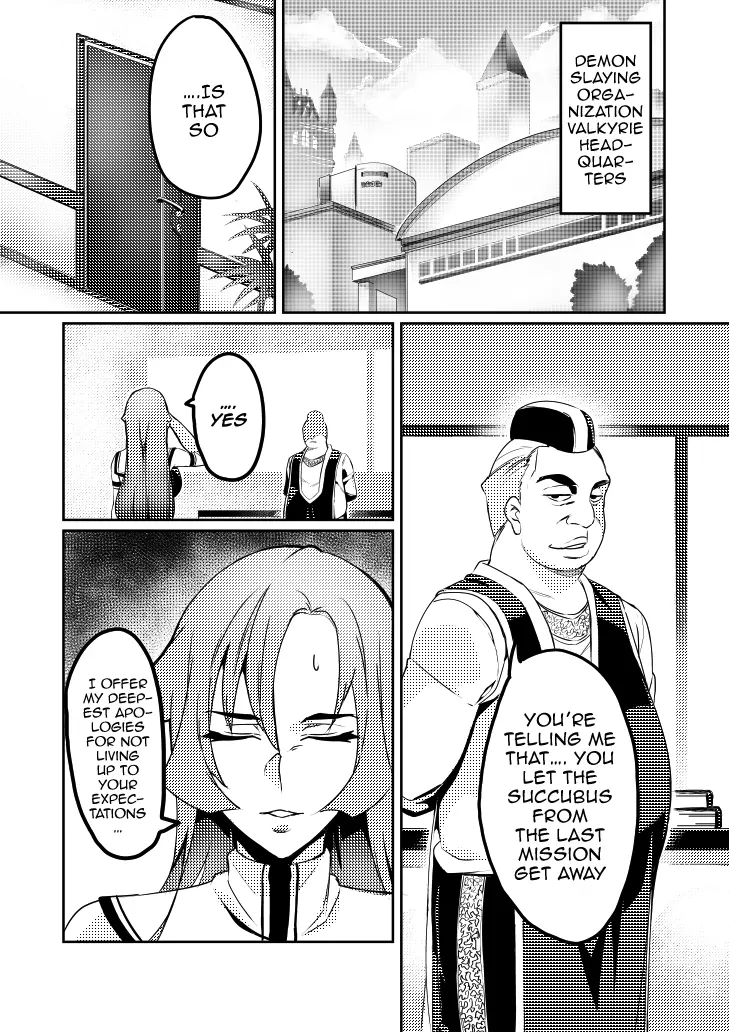 DEMON
SLAYING
ORGA-
NIZATION
VALKYRIE
HEAD-
QUAR-
TERS
....IS
THAT
SO
YOU'RE
TELLING ME
THAT.... YOU
LET THE
SUCCUBUS
FROM
THE LAST
MISSION
GET AWAY
....
YES
I OFFER
MY DEEP-
EST APO-
LOGIES
FOR NOT
LIVING
UP TO
YOUR
EXPEC-
TATIONS
...